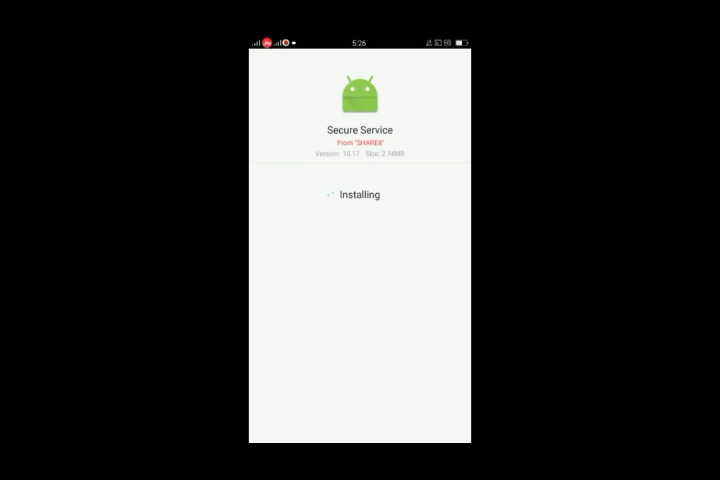 5:26
Secure Service
From "SHAREit"
Version: 10.17 Size: 2.74MB
Installing